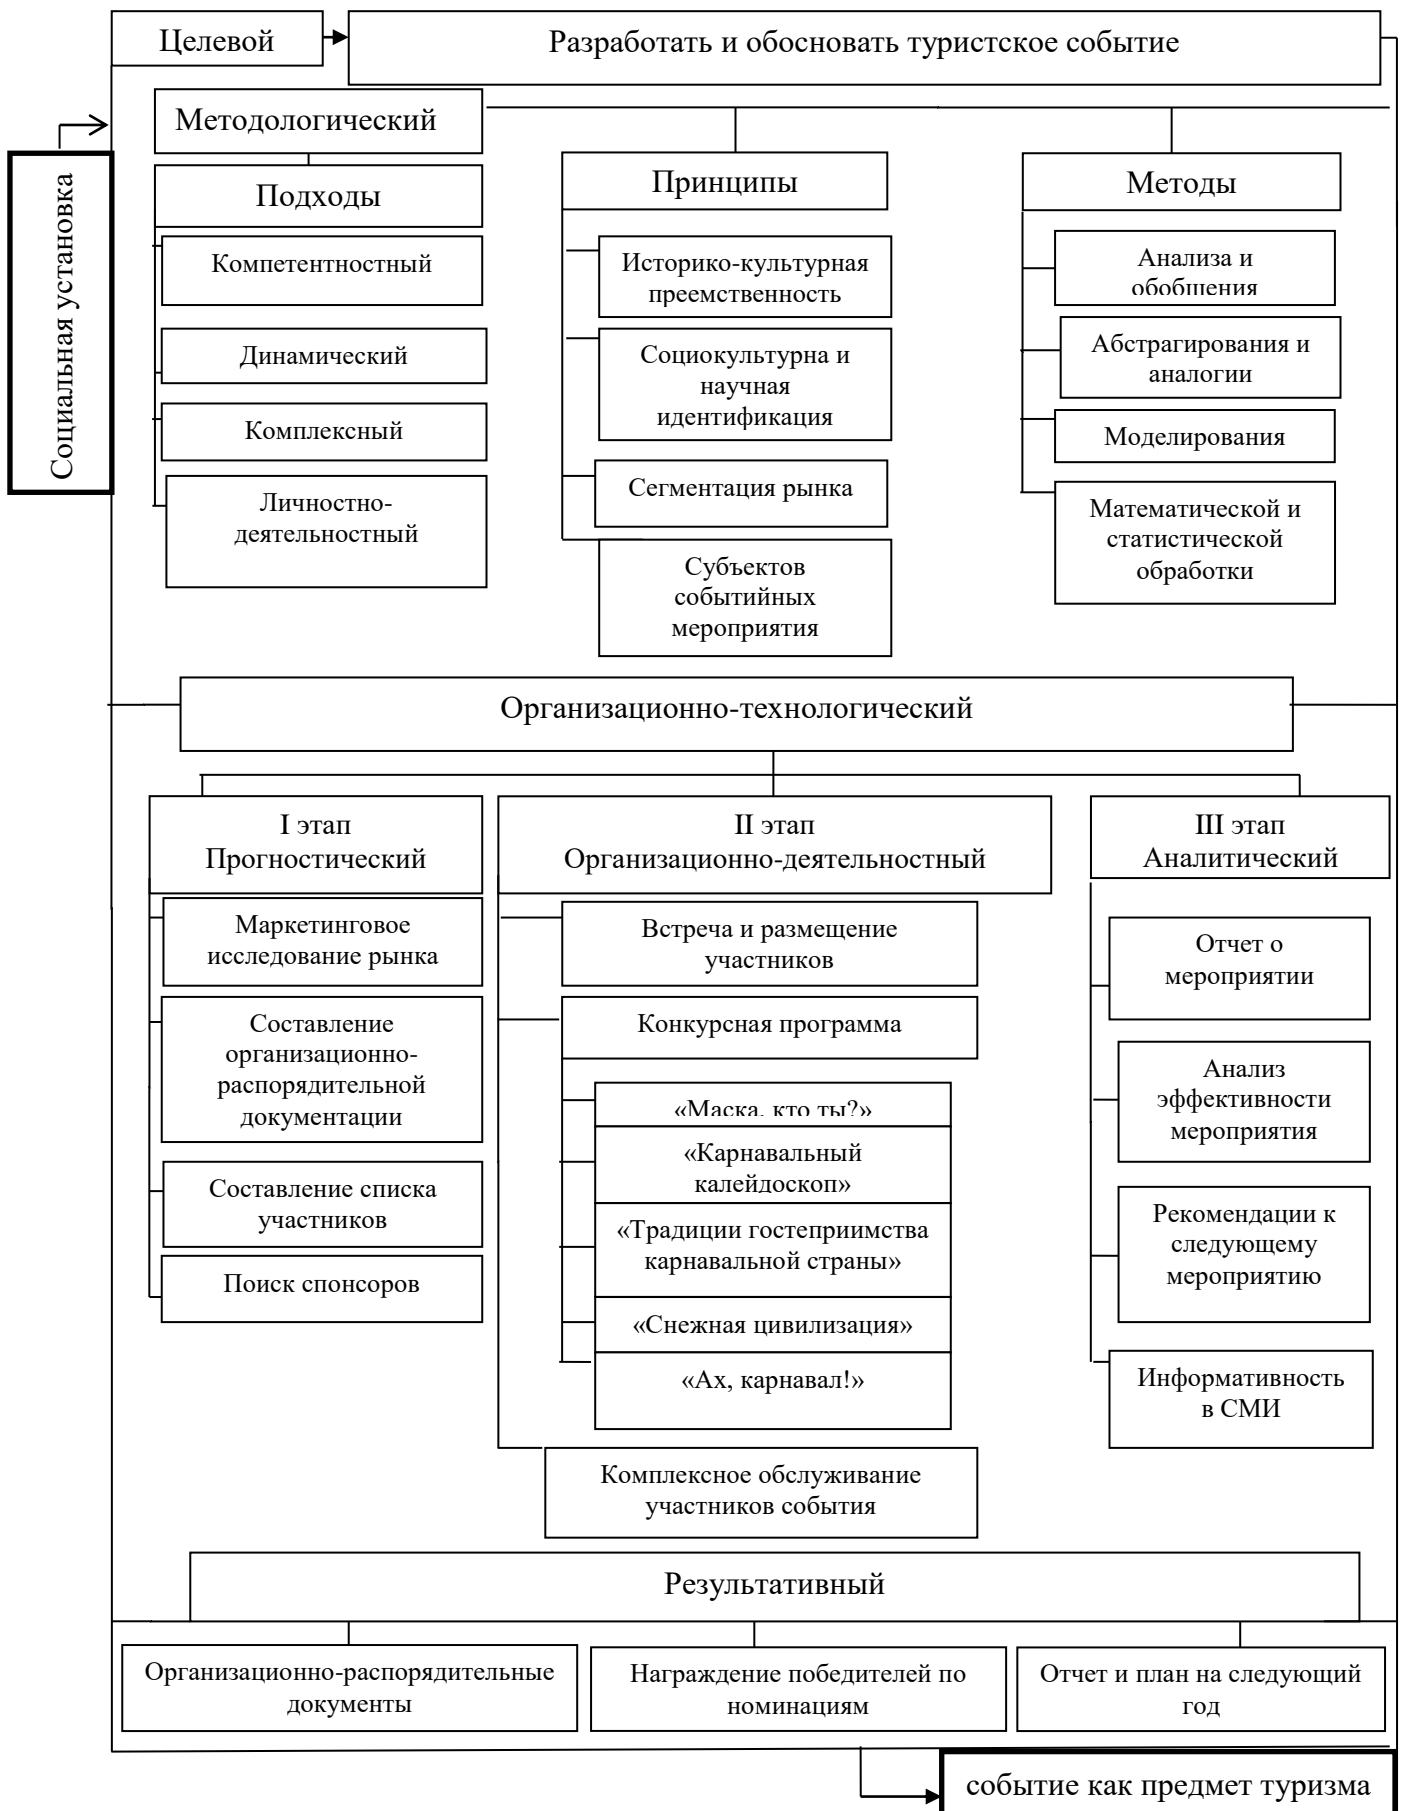 Целевой
Разработать и обосновать туристское событие
Социальная установка
Методологический
Подходы
Компетентностный
Динамический
Комплексный
Личностно-
деятельностный
Принципы
Историко-культурная
преемственность
Социокультурна и
научная
идентификация
Сегментация рынка
Субъектов
событийных
мероприятия
Методы
Анализа и
обобщения
Абстрагирования и
аналогии
Моделирования
Математической и
статистической
обработки
Организационно-технологический
I этап
Прогностический
Маркетинговое
исследование рынка
Составление
организационно-
распорядительной
документации
Составление списка
участников
Поиск спонсоров
II этап
Организационно-деятельностный
Встреча и размещение
участников
Конкурсная программа
«Маска, кто ты?»
«Карнавальный
калейдоскоп»
«Традиции гостеприимства
карнавальной страны»
«Снежная цивилизация»
«Ах, карнавал!»
Комплексное обслуживание
участников события
III этап
Аналитический
Отчет о
мероприятии
Анализ
эффективности
мероприятия
Рекомендации к
следующему
мероприятию
Информативность
в СМИ
Результативный
Организационно-распорядительные
документы
Награждение победителей по
номинациям
Отчет и план на следующий
год
событие как предмет туризма